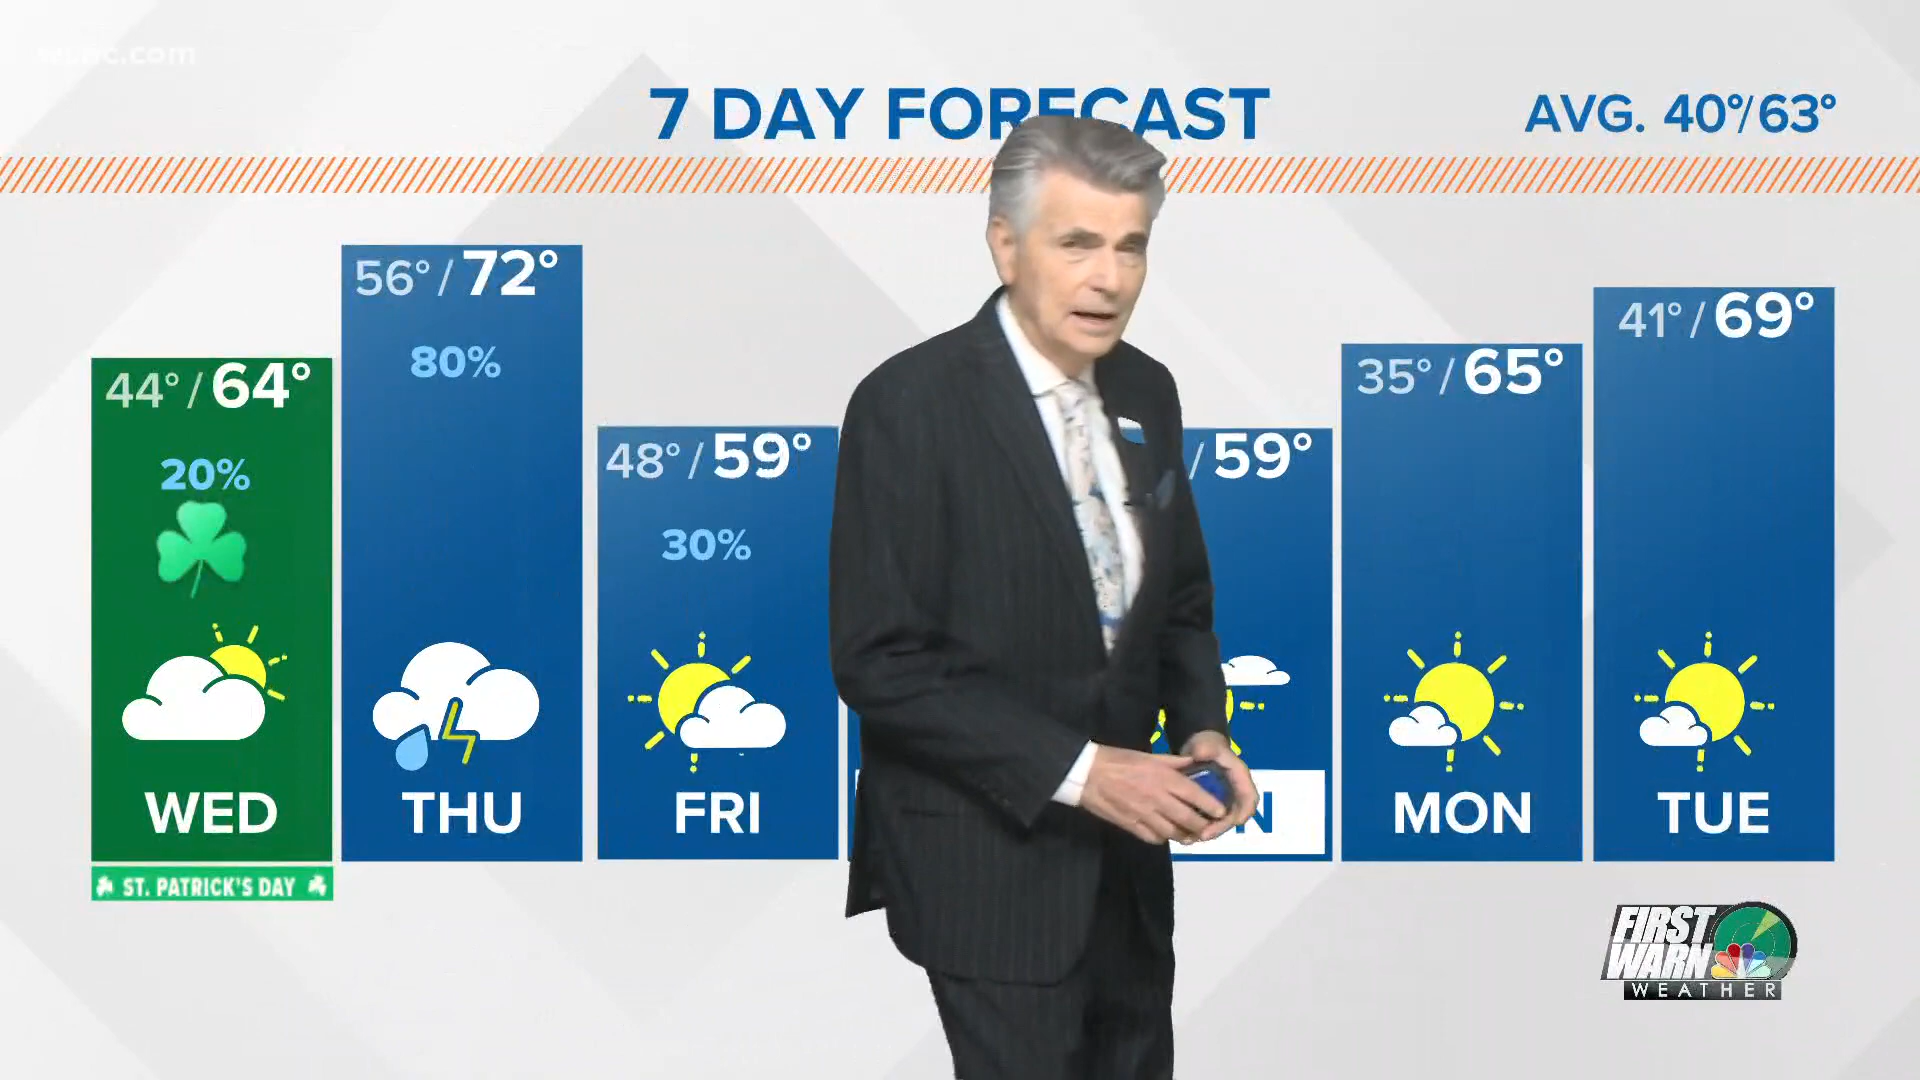 7 DAY FORECAST
AVG. 40°/63°
44° / 64°
20%
WED
ST. PATRICK'S DAY
56° / 72°
80%
THU
48° / 59°
30%
FRI
/ 59°
35° / 65°
MON
41° / 69°
TUE
FIRST
WARN
WEATHER